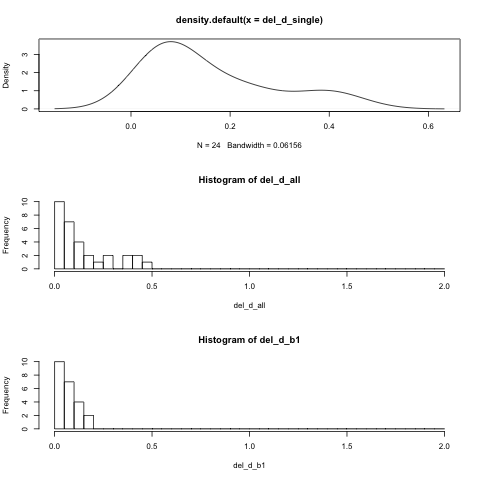 density.default(x = del_d_single)
Density
0 1 2 3
0.0 0.2 0.4 0.6
N = 24 Bandwidth = 0.06156
Histogram of del_d_all
Frequency
0 2 4 6 8 10
0.0 0.5 1.0 1.5 2.0
del_d_all
Histogram of del_d_b1
Frequency
0 2 4 6 8 10
0.0 0.5 1.0 1.5 2.0
del_d_b1